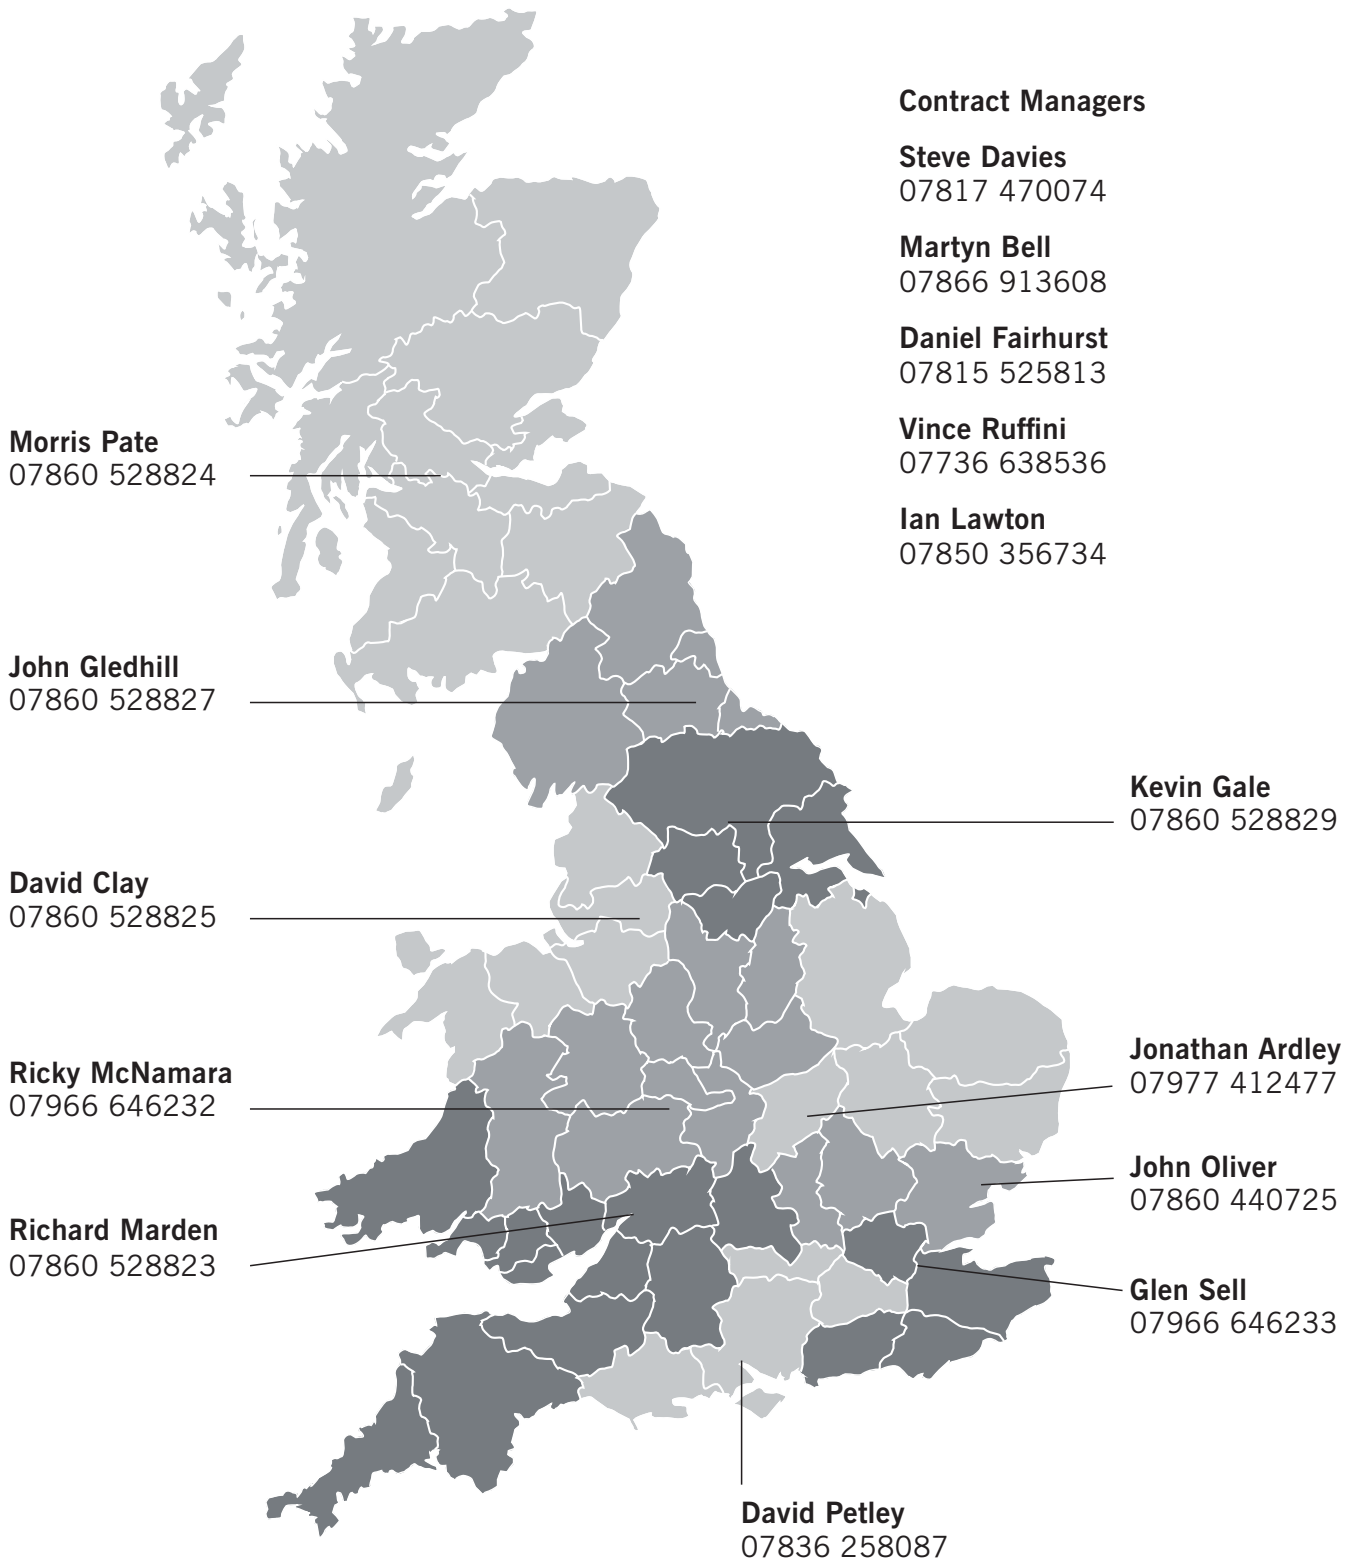 Contract Managers
Steve Davies
07817 470074
Martyn Bell
07866 913608
Daniel Fairhurst
07815 525813
Vince Ruffini
07736 638536
Ian Lawton
07850 356734
Morris Pate
07860 528824
John Gledhill
07860 528827
Kevin Gale
07860 528829
David Clay
07860 528825
Jonathan Ardley
07977 412477
Ricky McNamara
07966 646232
John Oliver
07860 440725
Richard Marden
07860 528823
Glen Sell
07966 646233
David Petley
07836 258087